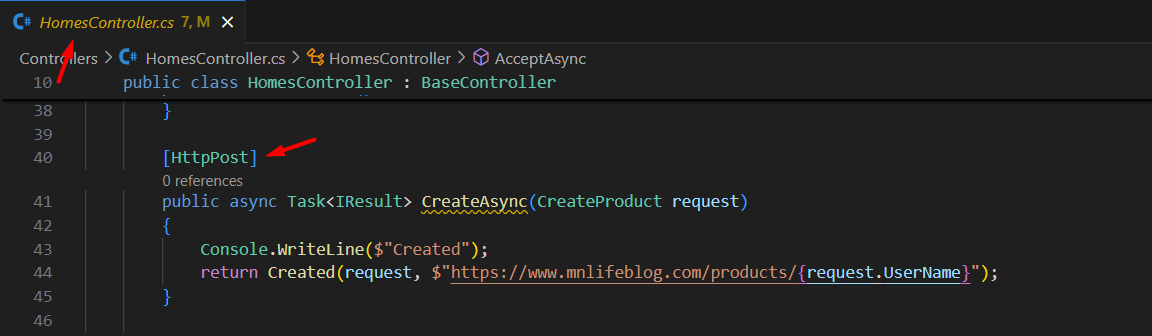 HomesController.cs 7, M
Controllers > HomesController.cs > HomesController > AcceptAsync
10 public class HomesController : BaseController
38 }
39
40 [HttpPost]
0 references
41 public async Task<IResult> CreateAsync(CreateProduct request)
42 {
43 Console.WriteLine($"Created");
44 return Created(request, $"https://www.mnlifeblog.com/products/{request.UserName}");
45 }
46